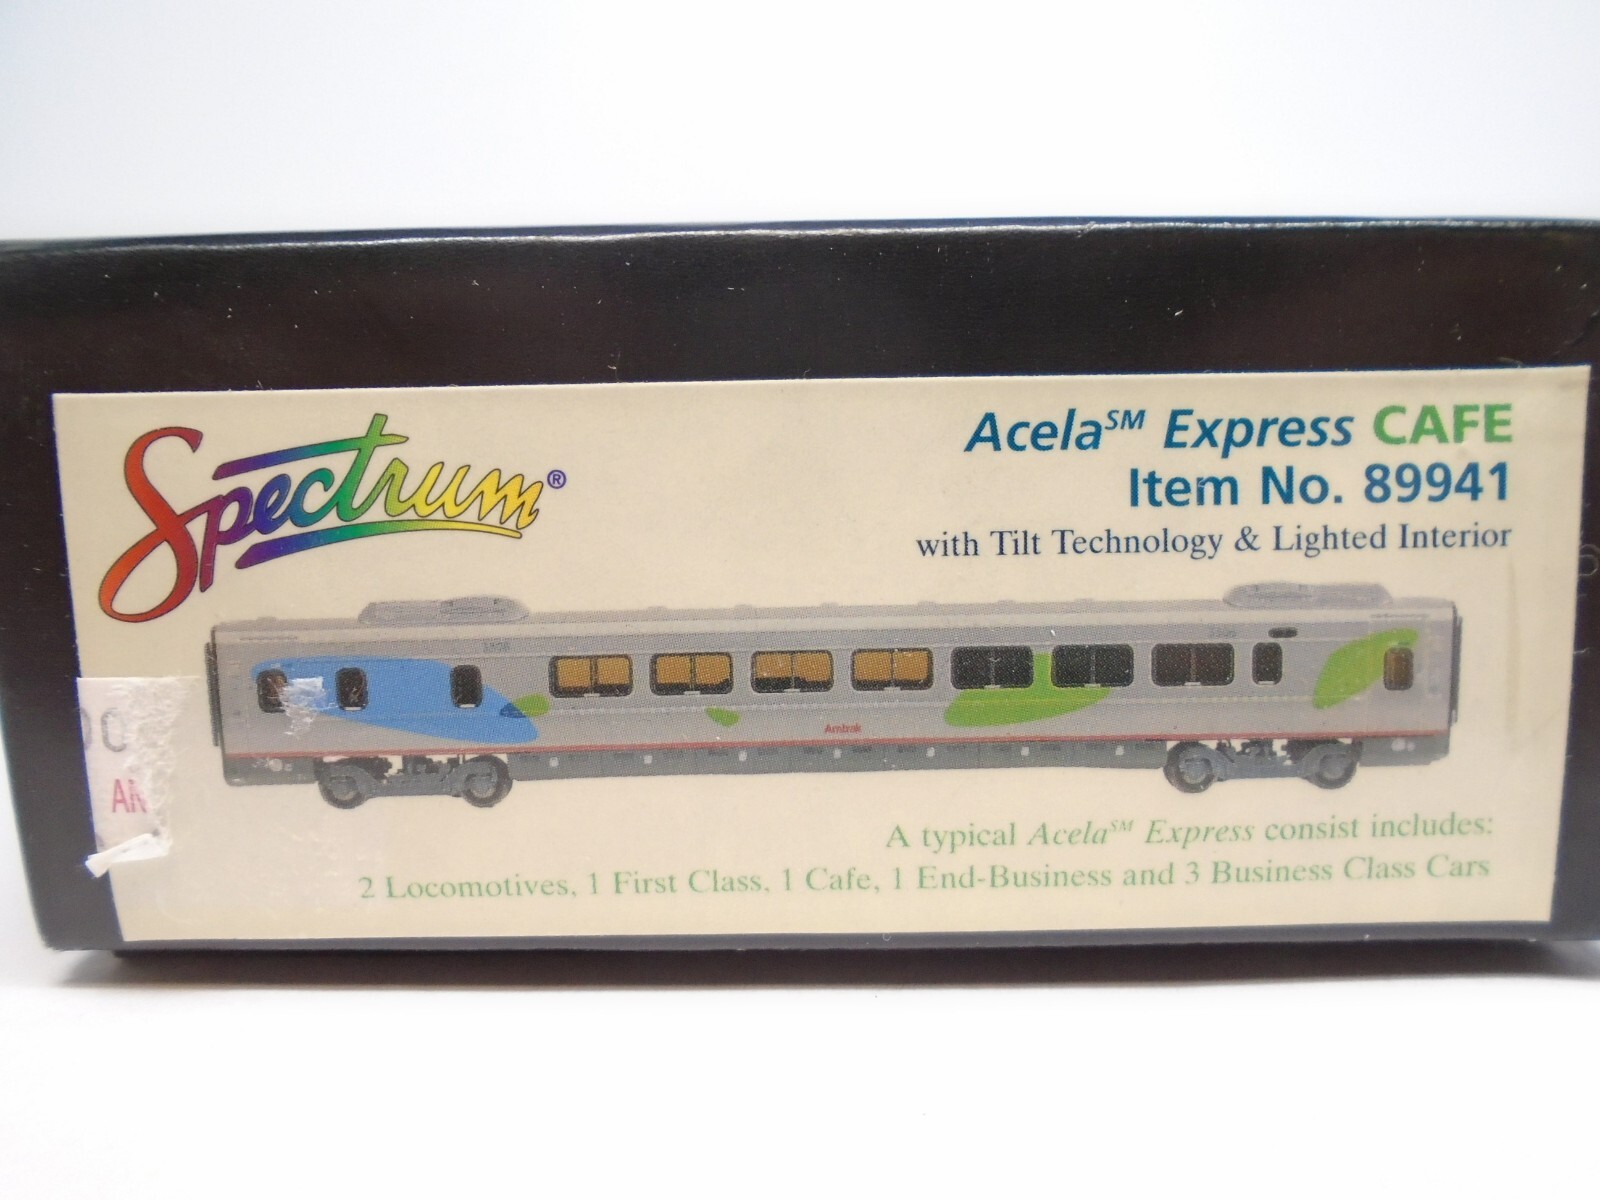 Spectrum®
Acela℠ Express CAFE
Item No. 89941
with Tilt Technology & Lighted Interior
Amtrak
A typical Acela℠ Express consist includes:
2 Locomotives, 1 First Class, 1 Cafe, 1 End-Business and 3 Business Class Cars